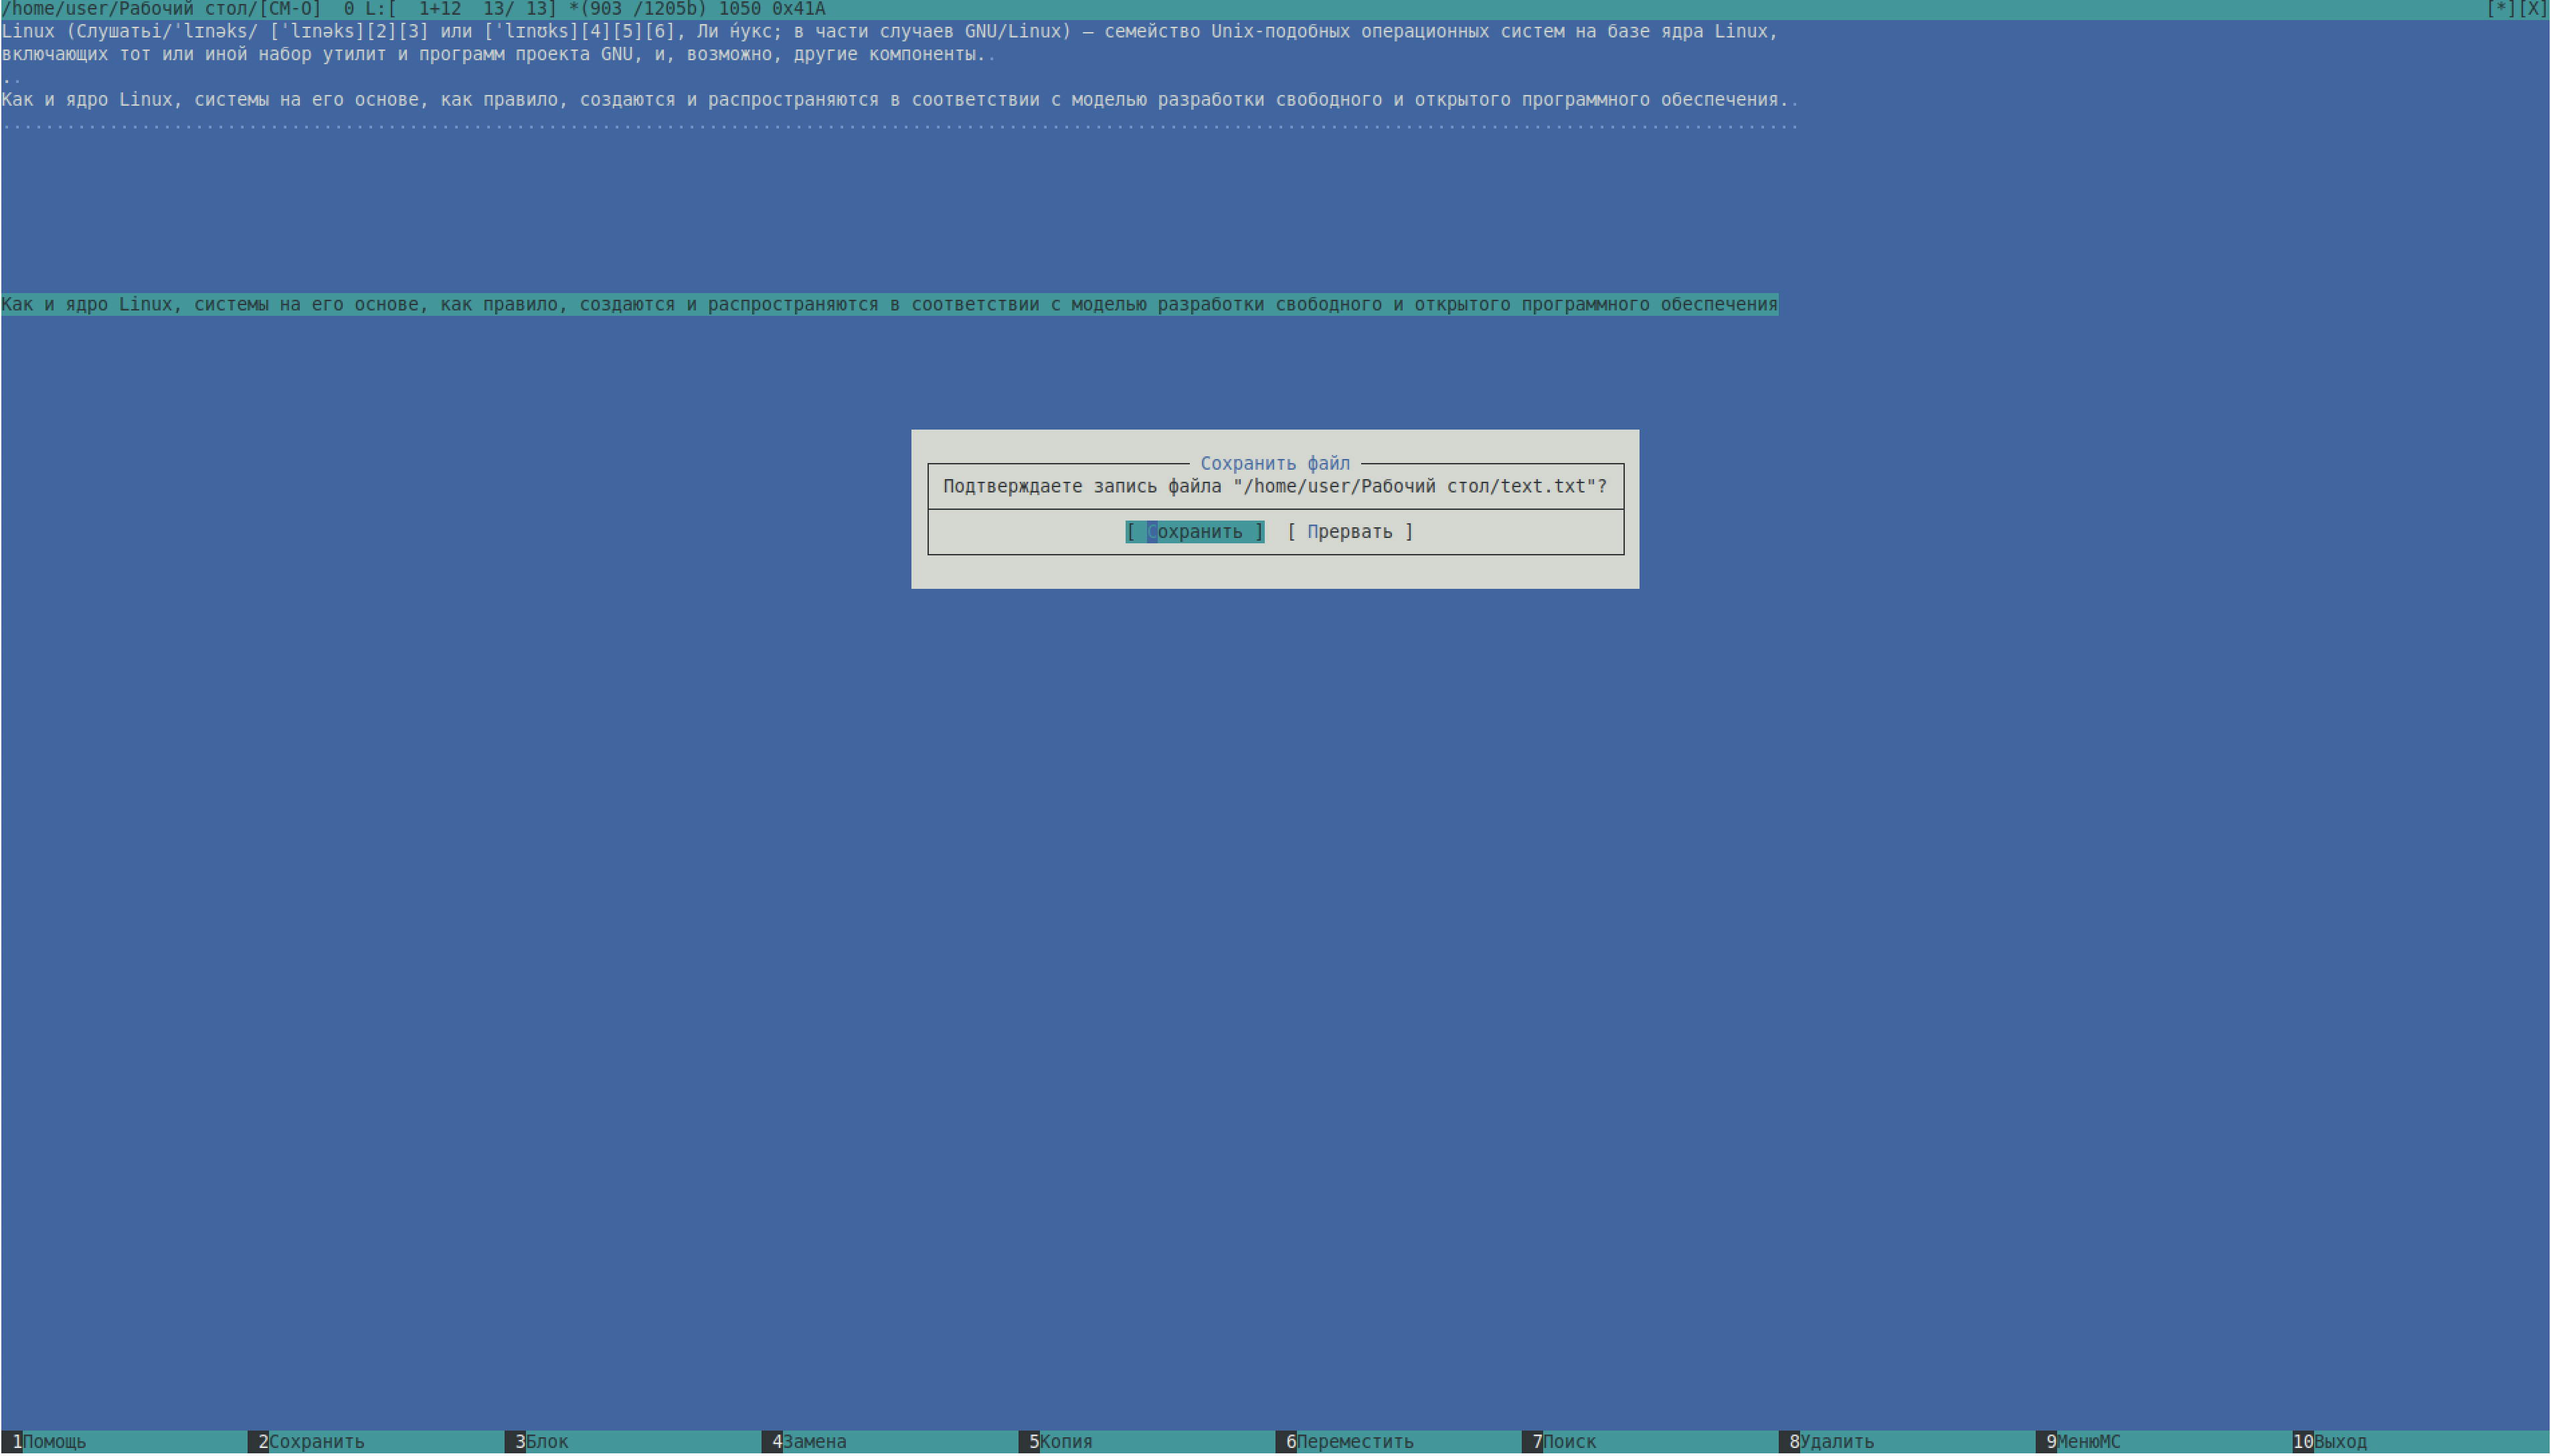 /home/user/Рабочий стол/[CM-O]  0 L:[  1+12  13/ 13] *(903 /1205b) 1050 0x41A [*][X]
Linux (Слушатьi/ˈlɪnəks/ [ˈlɪnəks][2][3] или [ˈlɪnʊks][4][5][6], Ли ́нукс; в части случаев GNU/Linux) — семейство Unix-подобных операционных систем на базе ядра Linux,
включающих тот или иной набор утилит и программ проекта GNU, и, возможно, другие компоненты..
..
Как и ядро Linux, системы на его основе, как правило, создаются и распространяются в соответствии с моделью разработки свободного и открытого программного обеспечения..
Как и ядро Linux, системы на его основе, как правило, создаются и распространяются в соответствии с моделью разработки свободного и открытого программного обеспечения
Сохранить файл
Подтверждаете запись файла "/home/user/Рабочий стол/text.txt"?
[ Сохранить ]  [ Прервать ]
1Помощь 2Сохранить 3Блок 4Замена 5Копия 6Переместить 7Поиск 8Удалить 9МенюMC 10Выход